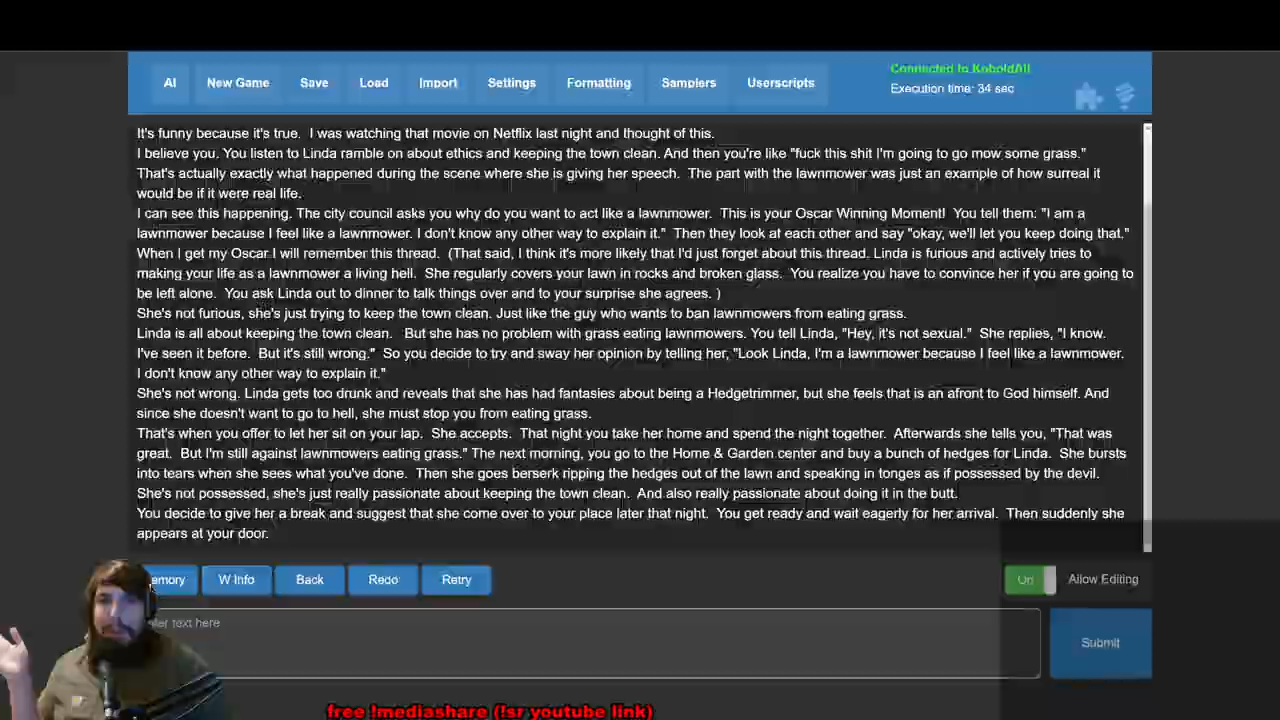 AI New Game Save Load Import Settings Formatting Samplers Userscripts
Connected to KoboldAI!
Execution time: 34 sec
It's funny because it's true. I was watching that movie on Netflix last night and thought of this.
I believe you. You listen to Linda ramble on about ethics and keeping the town clean. And then you're like "fuck this shit I'm going to go mow some grass."
That's actually exactly what happened during the scene where she is giving her speech. The part with the lawnmower was just an example of how surreal it
would be if it were real life.
I can see this happening. The city council asks you why do you want to act like a lawnmower. This is your Oscar Winning Moment! You tell them: "I am a
lawnmower because I feel like a lawnmower. I don't know any other way to explain it." Then they look at each other and say "okay, we'll let you keep doing that."
When I get my Oscar I will remember this thread. (That said, I think it's more likely that I'd just forget about this thread. Linda is furious and actively tries to
making your life as a lawnmower a living hell. She regularly covers your lawn in rocks and broken glass. You realize you have to convince her if you are going to
be left alone. You ask Linda out to dinner to talk things over and to your surprise she agrees. )
She's not furious, she's just trying to keep the town clean. Just like the guy who wants to ban lawnmowers from eating grass.
Linda is all about keeping the town clean. But she has no problem with grass eating lawnmowers. You tell Linda, "Hey, it's not sexual." She replies, "I know.
I've seen it before. But it's still wrong." So you decide to try and sway her opinion by telling her, "Look Linda, I'm a lawnmower because I feel like a lawnmower.
I don't know any other way to explain it."
She's not wrong. Linda gets too drunk and reveals that she has had fantasies about being a Hedgetrimmer, but she feels that is an afront to God himself. And
since she doesn't want to go to hell, she must stop you from eating grass.
That's when you offer to let her sit on your lap. She accepts. That night you take her home and spend the night together. Afterwards she tells you, "That was
great. But I'm still against lawnmowers eating grass." The next morning, you go to the Home & Garden center and buy a bunch of hedges for Linda. She bursts
into tears when she sees what you've done. Then she goes berserk ripping the hedges out of the lawn and speaking in tonges as if possessed by the devil.
She's not possessed, she's just really passionate about keeping the town clean. And also really passionate about doing it in the butt.
You decide to give her a break and suggest that she come over to your place later that night. You get ready and wait eagerly for her arrival. Then suddenly she
appears at your door.
emory W Info Back Redo Retry On Allow Editing
text here
Submit
free !mediashare (!sr youtube link)